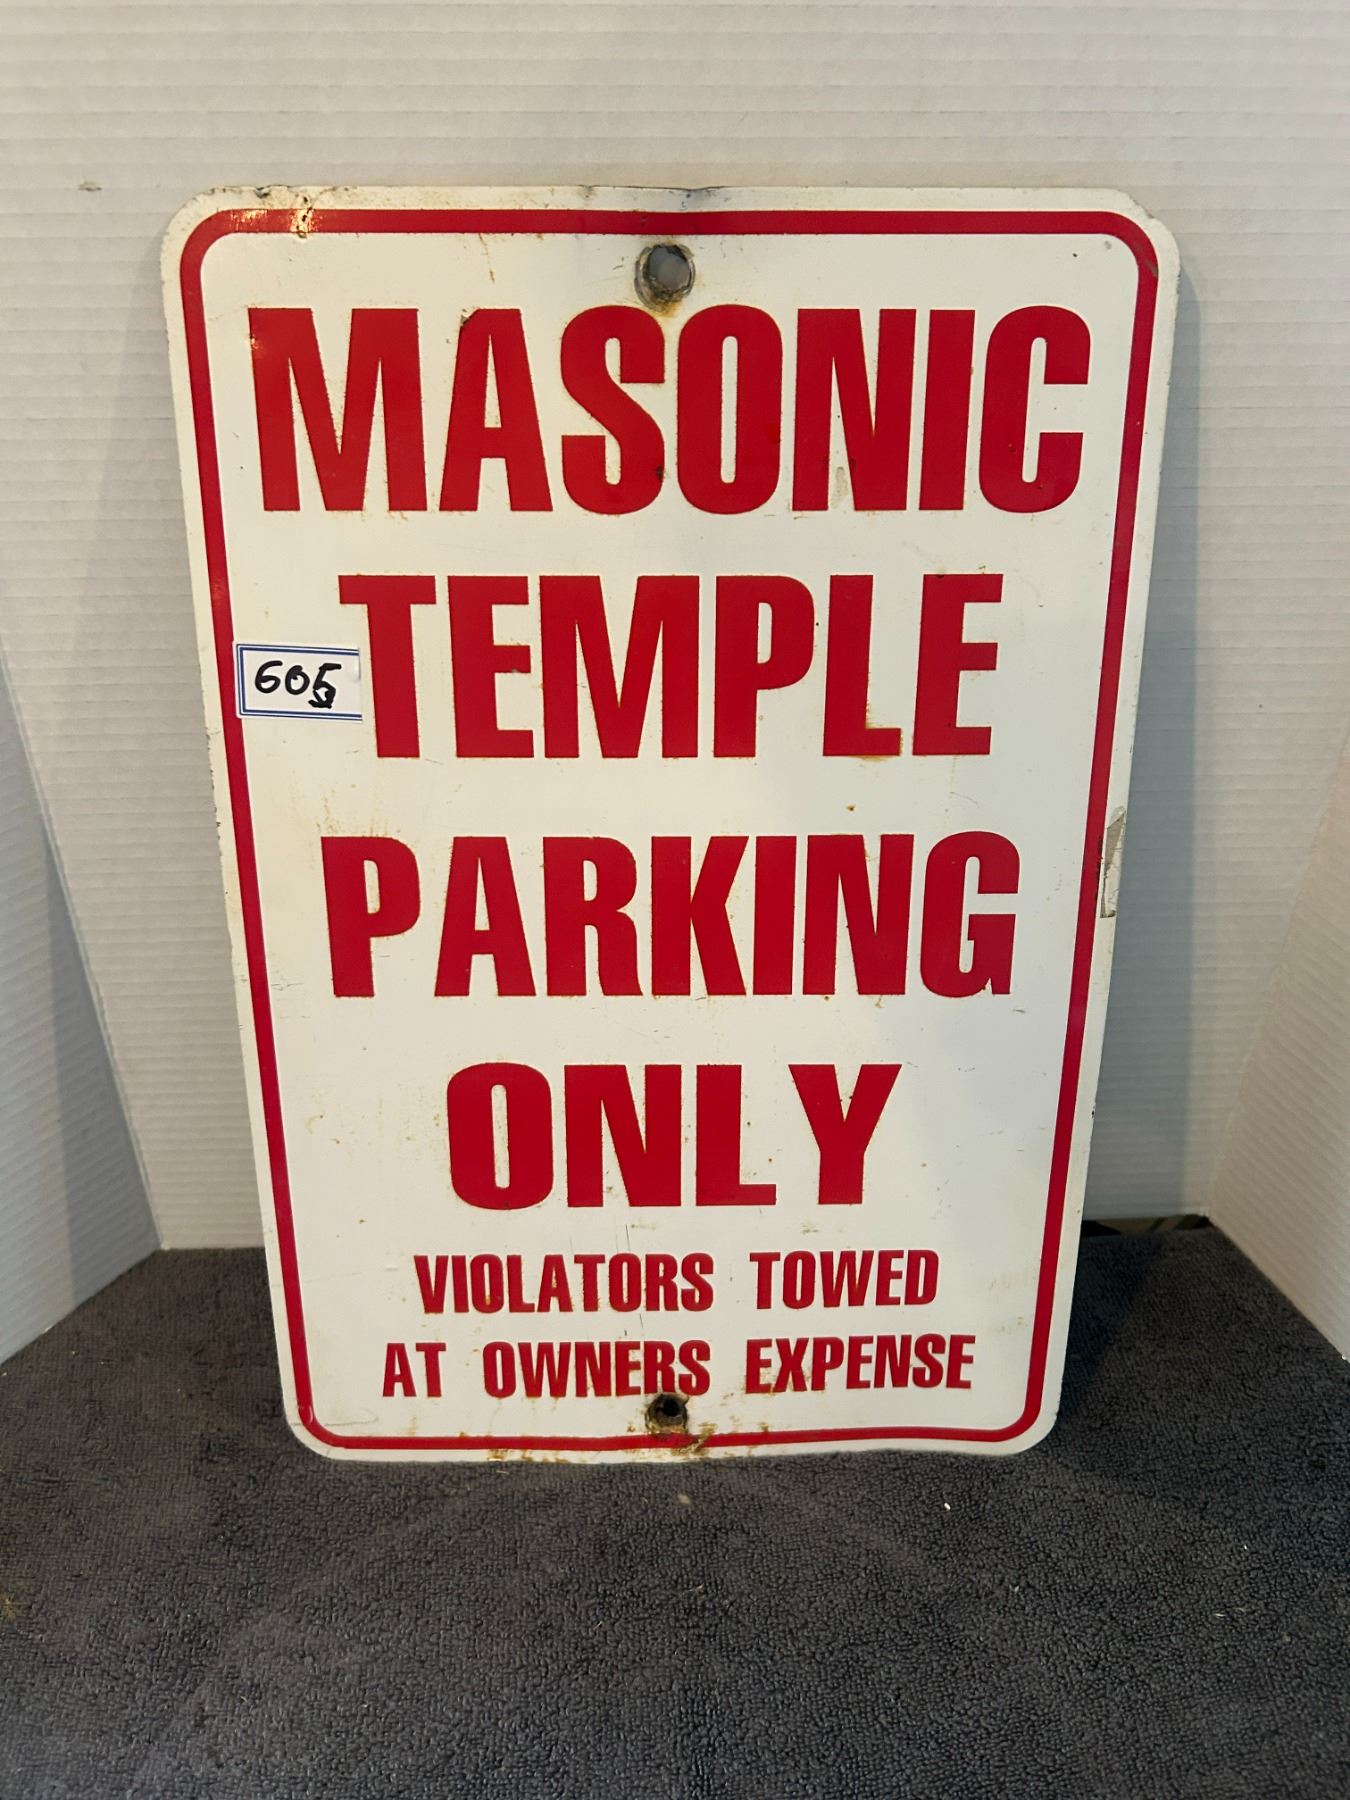 MASONIC
TEMPLE
605
PARKING
ONLY
VIOLATORS TOWED
AT OWNERS EXPENSE